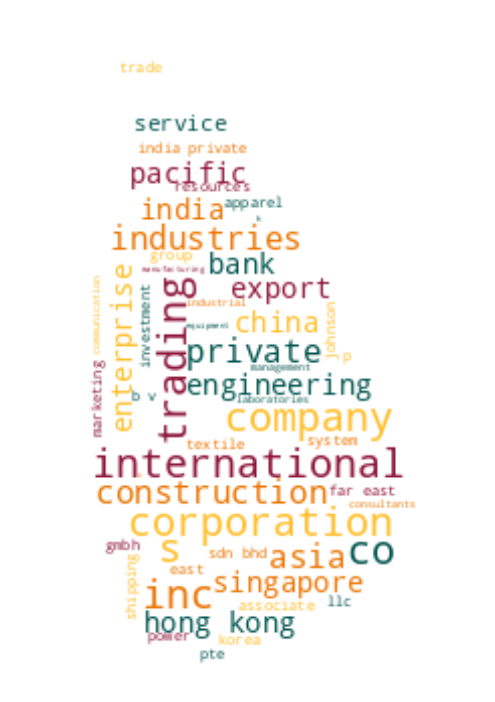 trade
service
india private
pacific
resources
india
apparel
s
industries
group
bank
manufacturing
communication
enterprise
investment
trading
export
industrial
equipment
china
johnson
private
p
management
marketing
b v
engineering
laboratories
company
textile
system
international
construction
far east
consultants
corporation
gmbh
s
sdn bhd
asia
co
shipping
east
singapore
inc
associate
llc
hong kong
power
korea
pte